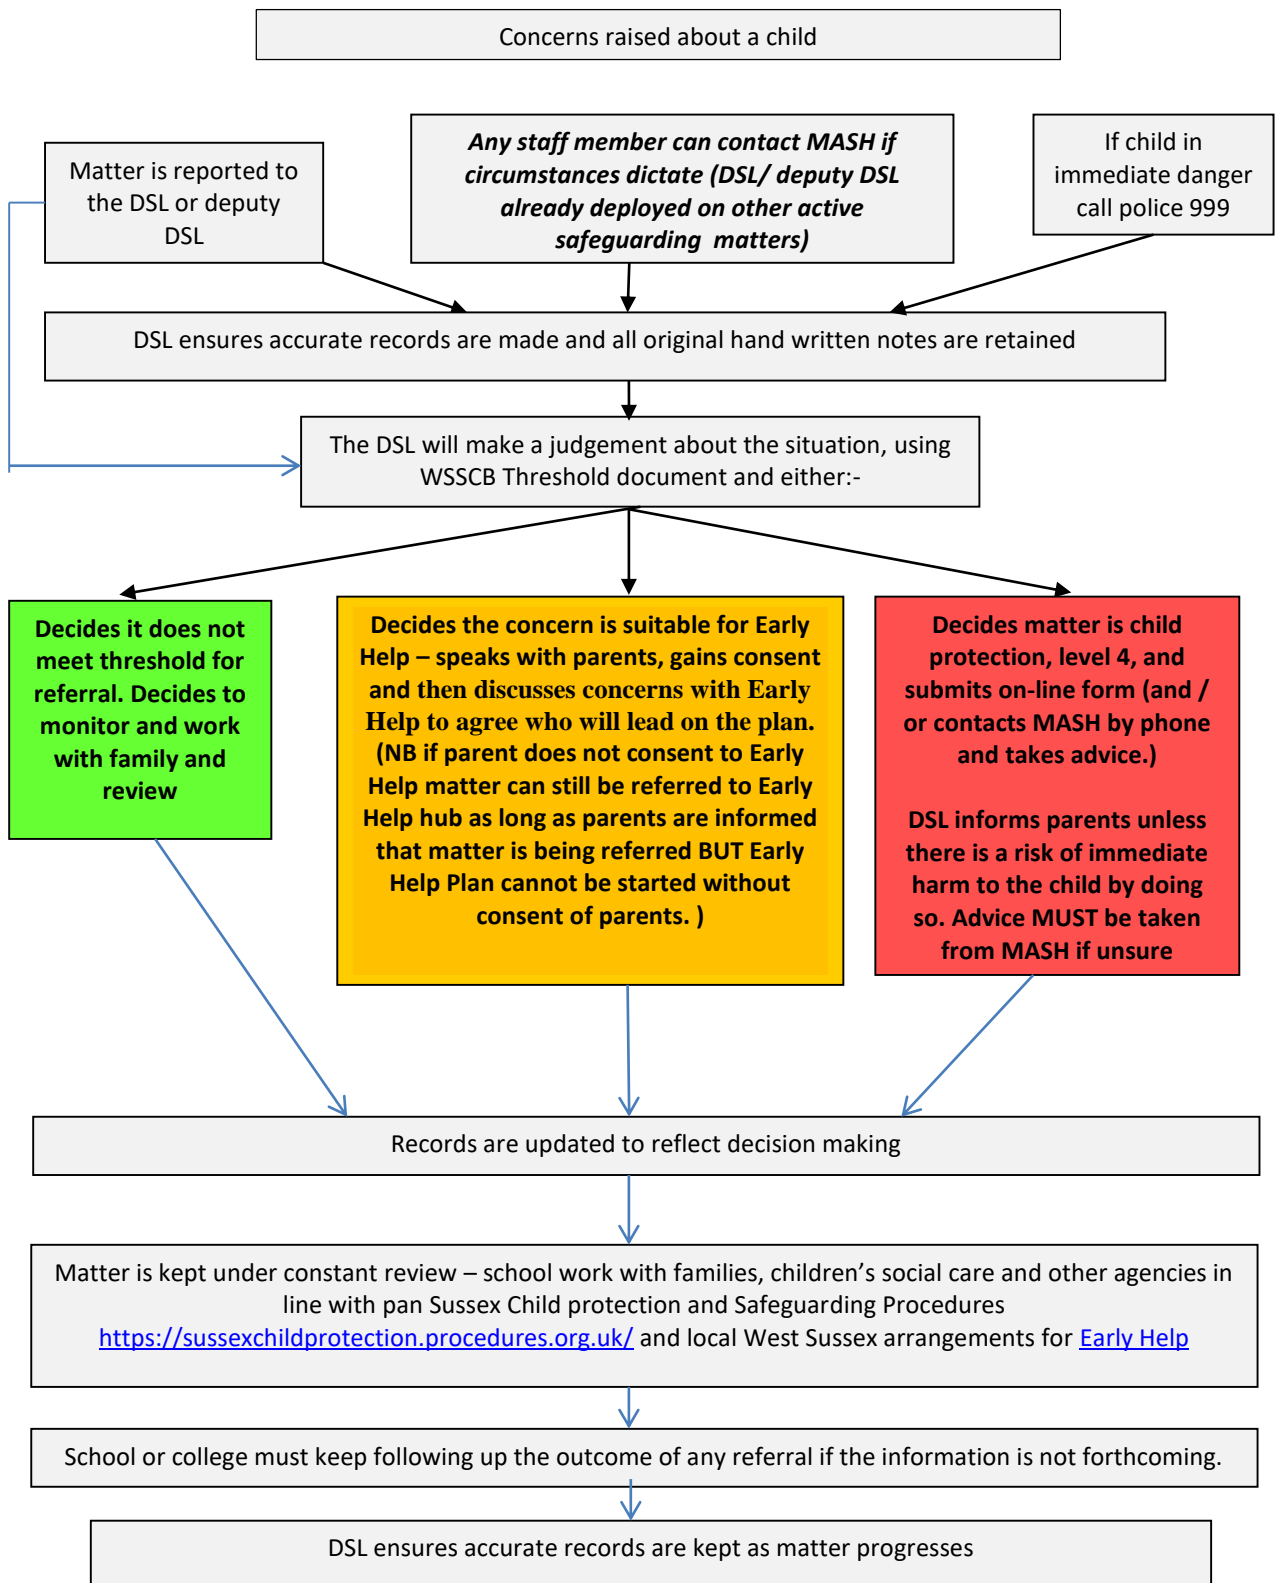 Concerns raised about a child
Matter is reported to
the DSL or deputy
DSL
Any staff member can contact MASH if
circumstances dictate (DSL/ deputy DSL
already deployed on other active
safeguarding matters)
If child in
immediate danger
call police 999
DSL ensures accurate records are made and all original hand written notes are retained
The DSL will make a judgement about the situation, using
WSSCB Threshold document and either:-
Decides it does not
meet threshold for
referral. Decides to
monitor and work
with family and
review
Decides the concern is suitable for Early
Help – speaks with parents, gains consent
and then discusses concerns with Early
Help to agree who will lead on the plan.
(NB if parent does not consent to Early
Help matter can still be referred to Early
Help hub as long as parents are informed
that matter is being referred BUT Early
Help Plan cannot be started without
consent of parents. )
Decides matter is child
protection, level 4, and
submits on-line form (and /
or contacts MASH by phone
and takes advice.)
DSL informs parents unless
there is a risk of immediate
harm to the child by doing
so. Advice MUST be taken
from MASH if unsure
Records are updated to reflect decision making
Matter is kept under constant review – school work with families, children’s social care and other agencies in
line with pan Sussex Child protection and Safeguarding Procedures
https://sussexchildprotection.procedures.org.uk/ and local West Sussex arrangements for Early Help
School or college must keep following up the outcome of any referral if the information is not forthcoming.
DSL ensures accurate records are kept as matter progresses